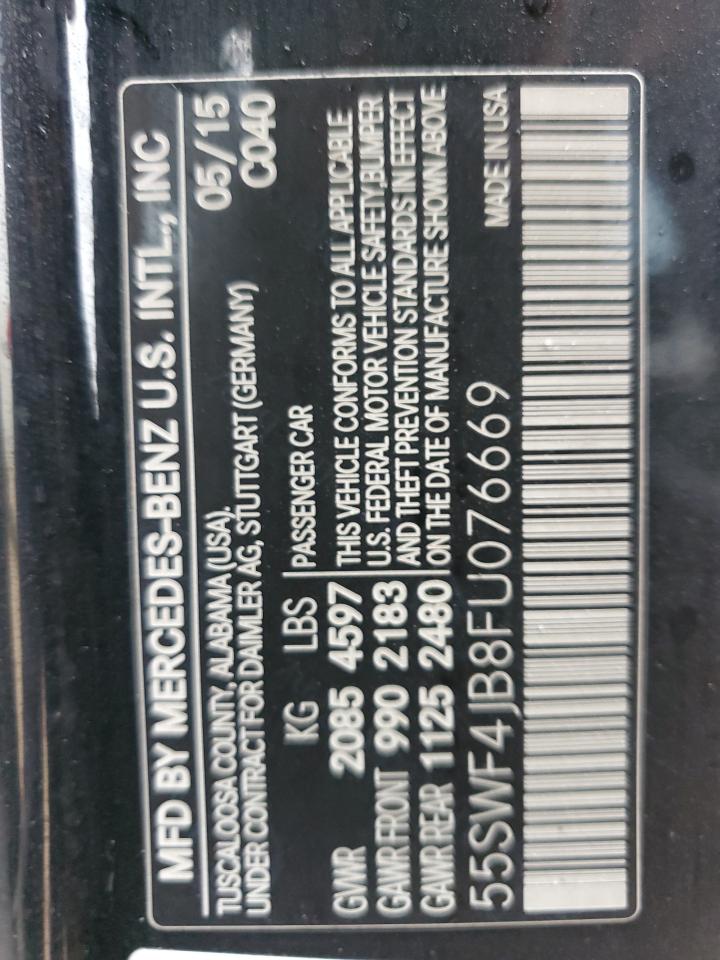 MFD BY MERCEDES-BENZ U.S. INTL., INC
TUSCALOOSA COUNTY, ALABAMA (USA). 05/15
UNDER CONTRACT FOR DAIMLER AG, STUTTGART (GERMANY) C040
KG LBS PASSENGER CAR
GVWR 2085 4597 THIS VEHICLE CONFORMS TO ALL APPLICABLE
U.S. FEDERAL MOTOR VEHICLE SAFETY,BUMPER
GAWR FRONT 990 2183 AND THEFT PREVENTION STANDARDS IN EFFECT
GAWR REAR 1125 2480 ON THE DATE OF MANUFACTURE SHOWN ABOVE
55SWF4JB8FU076669 MADE IN USA